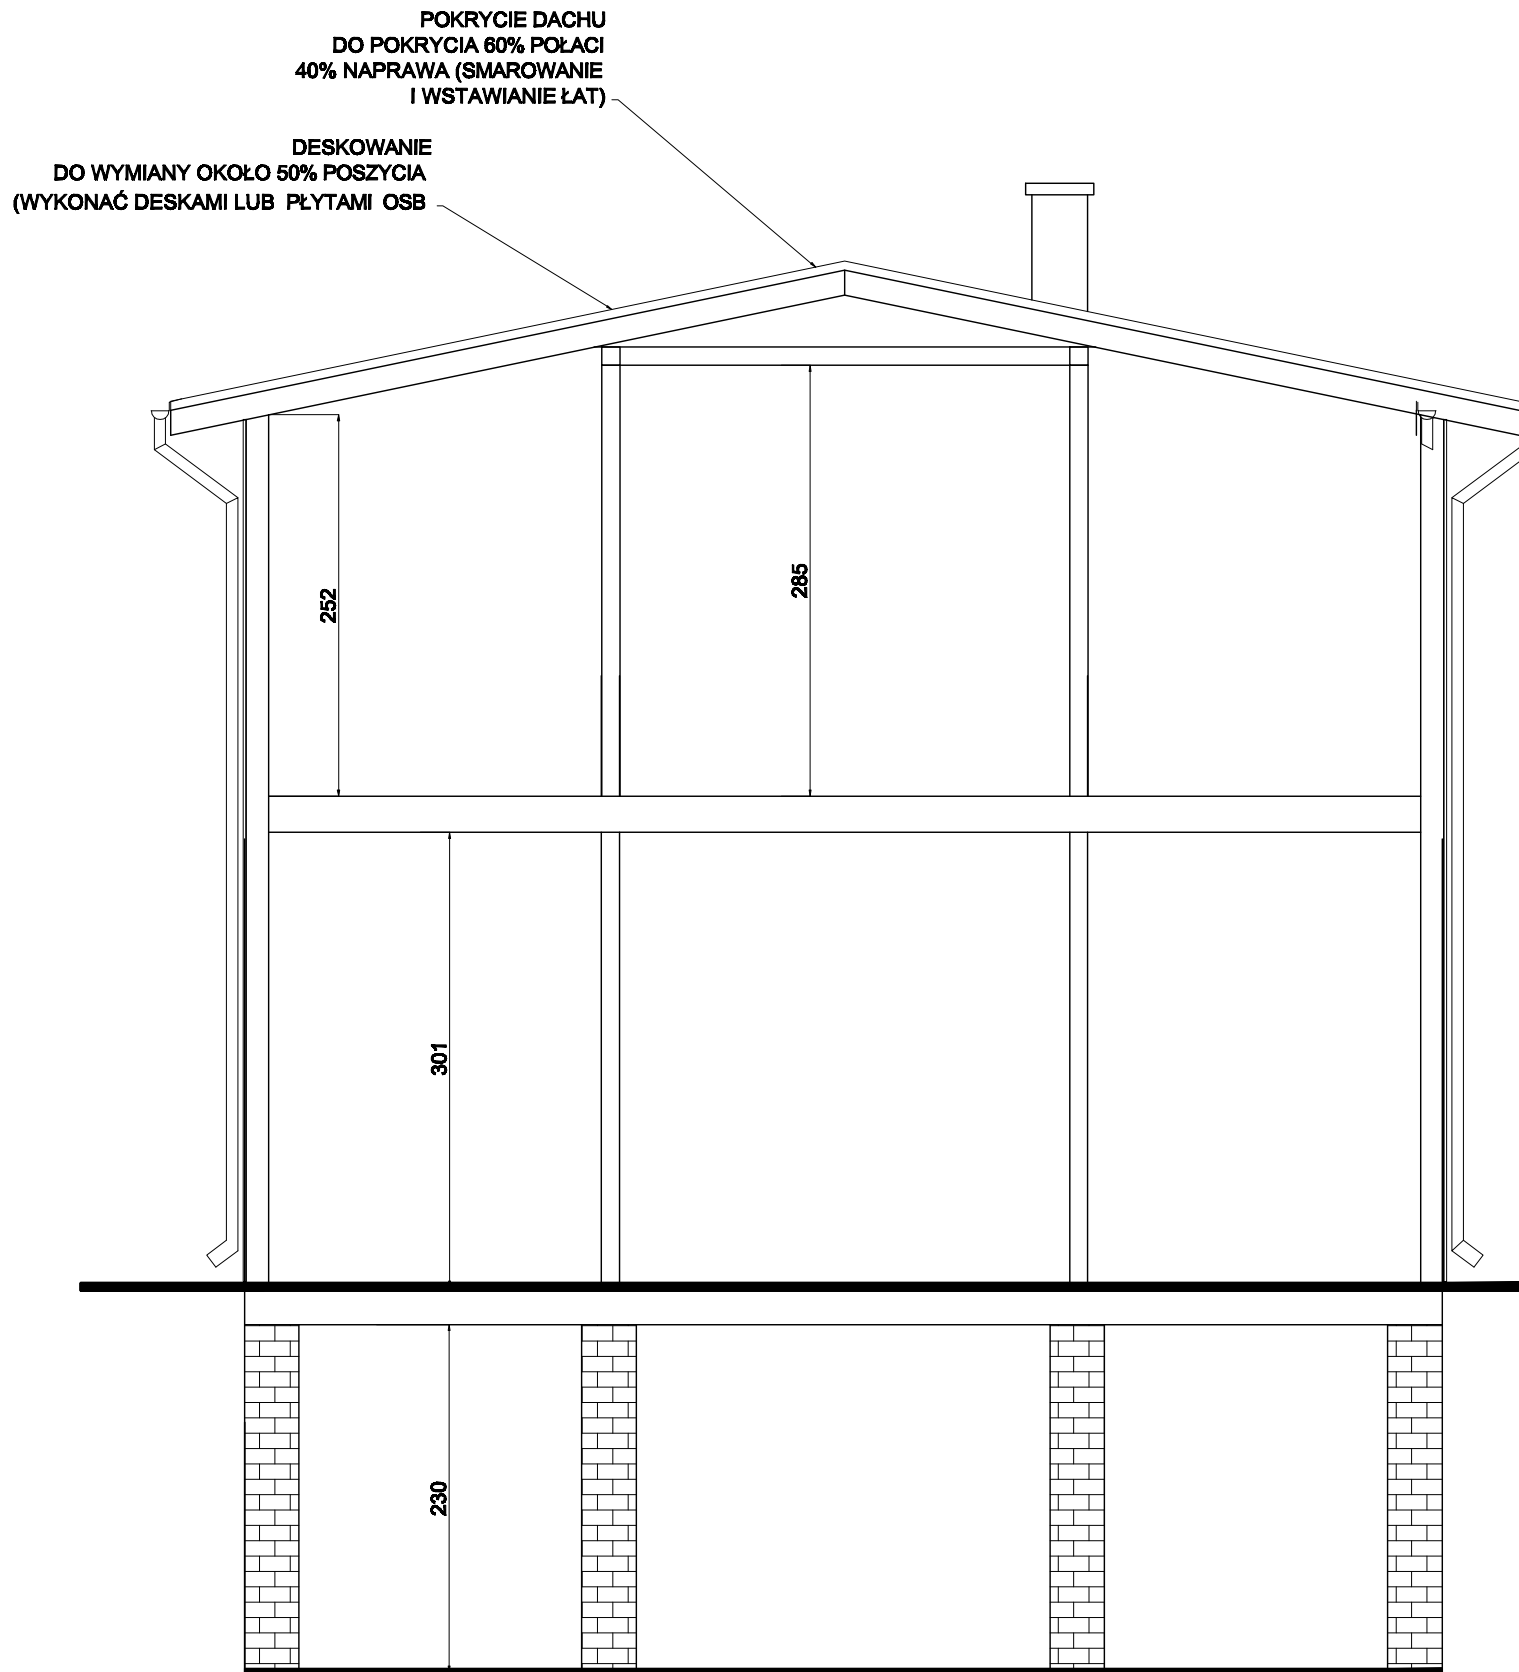 POKRYCIE DACHU
DO POKRYCIA 60% POŁACI
40% NAPRAWA (SMAROWANIE
I WSTAWIANIE ŁAT)
DESKOWANIE
DO WYMIANY OKOŁO 50% POSZYCIA
(WYKONAĆ DESKAMI LUB PŁYTAMI OSB
252
285
301
230